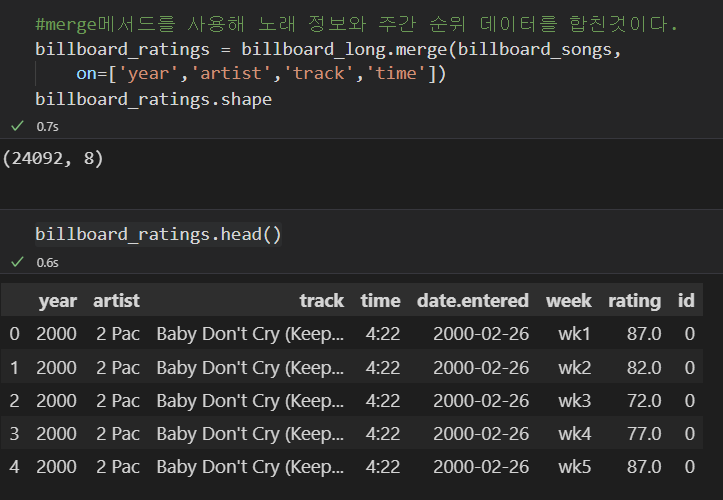 #merge메서드를 사용해 노래 정보와 주간 순위 데이터를 합친것이다.
billboard_ratings = billboard_long.merge(billboard_songs,
on=['year','artist','track','time'])
billboard_ratings.shape
0.7s
(24092, 8)
billboard_ratings.head()
0.6s
year artist track time date.entered week rating id
0 2000 2 Pac Baby Don't Cry (Keep... 4:22 2000-02-26 wk1 87.0 0
1 2000 2 Pac Baby Don't Cry (Keep... 4:22 2000-02-26 wk2 82.0 0
2 2000 2 Pac Baby Don't Cry (Keep... 4:22 2000-02-26 wk3 72.0 0
3 2000 2 Pac Baby Don't Cry (Keep... 4:22 2000-02-26 wk4 77.0 0
4 2000 2 Pac Baby Don't Cry (Keep... 4:22 2000-02-26 wk5 87.0 0